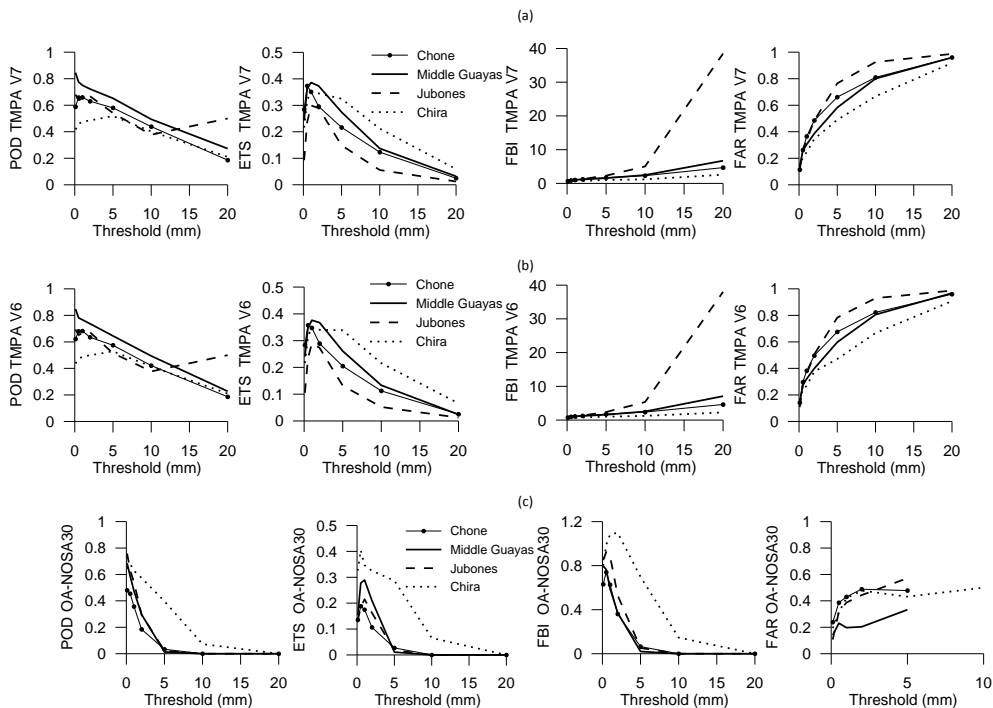 (a)
POD TMPA V7
1
0.8
0.6
0.4
0.2
0
0 5 10 15 20
Threshold (mm)
ETS TMPA V7
0.5
0.4
0.3
0.2
0.1
0
0 5 10 15 20
Threshold (mm)
Chone
Middle Guayas
Jubones
Chira
FBI TMPA V7
40
30
20
10
0
0 5 10 15 20
Threshold (mm)
FAR TMPA V7
1
0.8
0.6
0.4
0.2
0
0 5 10 15 20
Threshold (mm)
(b)
POD TMPA V6
1
0.8
0.6
0.4
0.2
0
0 5 10 15 20
Threshold (mm)
ETS TMPA V6
0.5
0.4
0.3
0.2
0.1
0
0 5 10 15 20
Threshold (mm)
Chone
Middle Guayas
Jubones
Chira
FBI TMPA V6
40
30
20
10
0
0 5 10 15 20
Threshold (mm)
FAR TMPA V6
1
0.8
0.6
0.4
0.2
0
0 5 10 15 20
Threshold (mm)
(c)
POD OA-NOSA30
1
0.8
0.6
0.4
0.2
0
0 5 10 15 20
Threshold (mm)
ETS OA-NOSA30
0.5
0.4
0.3
0.2
0.1
0
0 5 10 15 20
Threshold (mm)
Chone
Middle Guayas
Jubones
Chira
FBI OA-NOSA30
1.2
0.8
0.4
0
0 5 10 15 20
Threshold (mm)
FAR OA-NOSA30
1
0.8
0.6
0.4
0.2
0
0 5 10
Threshold (mm)